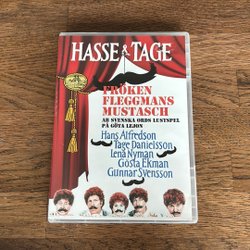 HASSE & TAGE
FRÖKEN
FLEGGMANS
MUSTASCH
AB SVENSKA ORDS LUSTSPEL
PÅ GÖTA LEJON
Hans Alfredson
Tage Danielsson
Lena Nyman
Gösta Ekman
Gunnar Svensson